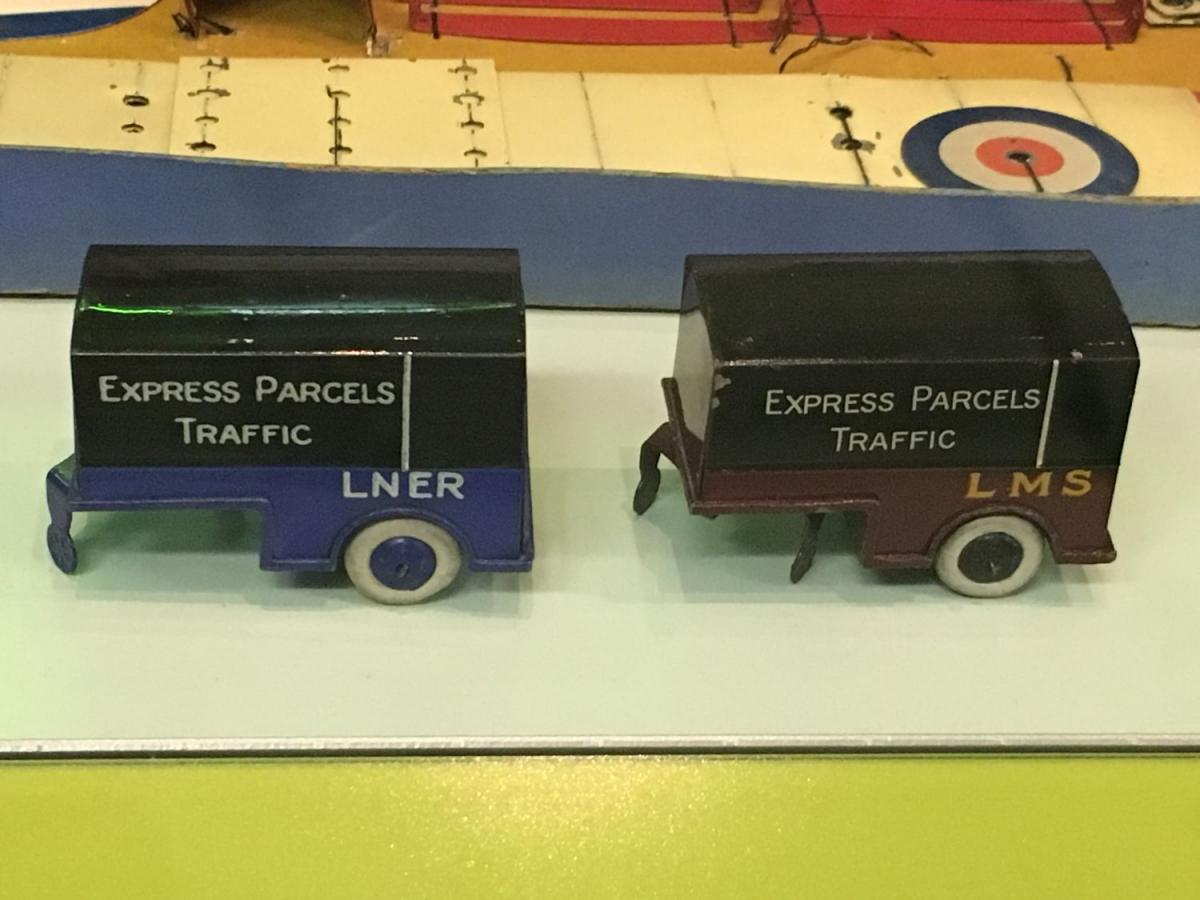 EXPRESS PARCELS
TRAFFIC
LNER
EXPRESS PARCELS
TRAFFIC
LMS